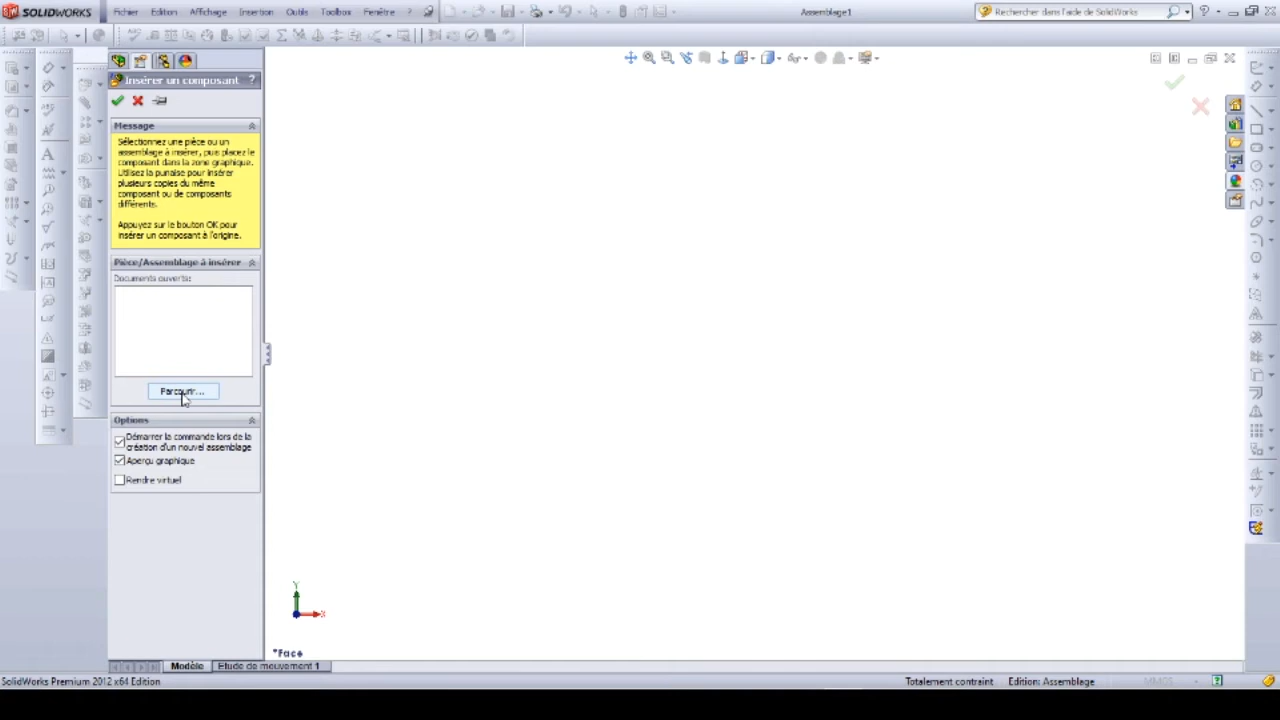 SOLIDWORKS
Fichier Edition Affichage Insertion Outils Toolbox Fenêtre ?
Assemblage1
Rechercher dans l'aide de SolidWorks
Insérer un composant ?
Message
Sélectionnez une pièce ou un
assemblage à insérer, puis placez le
composant dans la zone graphique.
Utilisez la punaise pour insérer
plusieurs copies du même
composant ou de composants
différents.
Appuyez sur le bouton OK pour
insérer un composant à l'origine.
Pièce/Assemblage à insérer
Documents ouverts:
Parcourir...
Options
Démarrer la commande lors de la
création d'un nouvel assemblage
Aperçu graphique
Rendre virtuel
Y
X
*Face
Modèle Etude de mouvement 1
SolidWorks Premium 2012 x64 Edition
Totalement contraint Edition: Assemblage MMGS